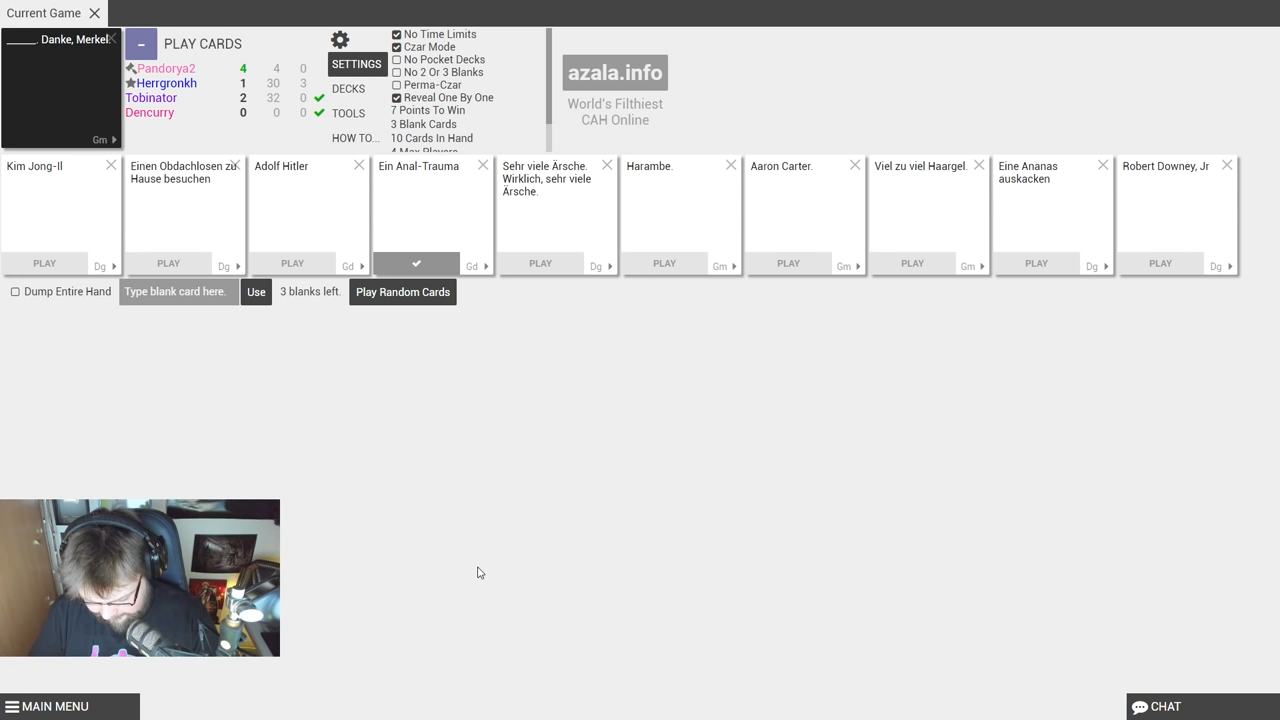 Current Game
______. Danke, Merkel.
Gm
–
PLAY CARDS
Pandorya2 4 4 0
Herrgronkh 1 30 3
Tobinator 2 32 0
Dencurry 0 0 0
SETTINGS
DECKS
TOOLS
HOW TO...
No Time Limits
Czar Mode
No Pocket Decks
No 2 Or 3 Blanks
Perma-Czar
Reveal One By One
7 Points To Win
3 Blank Cards
10 Cards In Hand
4 Max Players
azala.info
World's Filthiest
CAH Online
Kim Jong-Il
PLAY
Dg
Einen Obdachlosen zu
Hause besuchen
PLAY
Dg
Adolf Hitler
PLAY
Gd
Ein Anal-Trauma
Gd
Sehr viele Ärsche.
Wirklich, sehr viele
Ärsche.
PLAY
Dg
Harambe.
PLAY
Gm
Aaron Carter.
PLAY
Gm
Viel zu viel Haargel.
PLAY
Gm
Eine Ananas
auskacken
PLAY
Dg
Robert Downey, Jr
PLAY
Dg
Dump Entire Hand
Type blank card here.
Use
3 blanks left.
Play Random Cards
MAIN MENU
CHAT